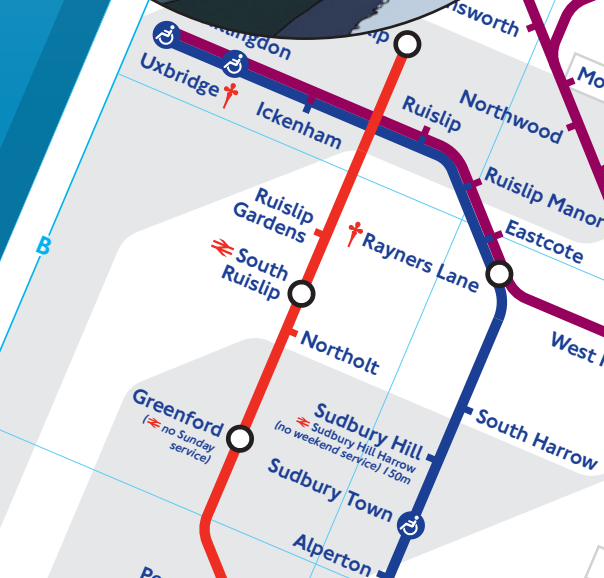 Uxbridge
Ickenham
Ruislip
Northwood
Ruislip Manor
Eastcote
Ruislip
Gardens
Rayners Lane
B
South
Ruislip
West
Northolt
Greenford
(no Sunday
service)
Sudbury Hill
Sudbury Hill Harrow
(no weekend service) 150m
South Harrow
Sudbury Town
Alperton